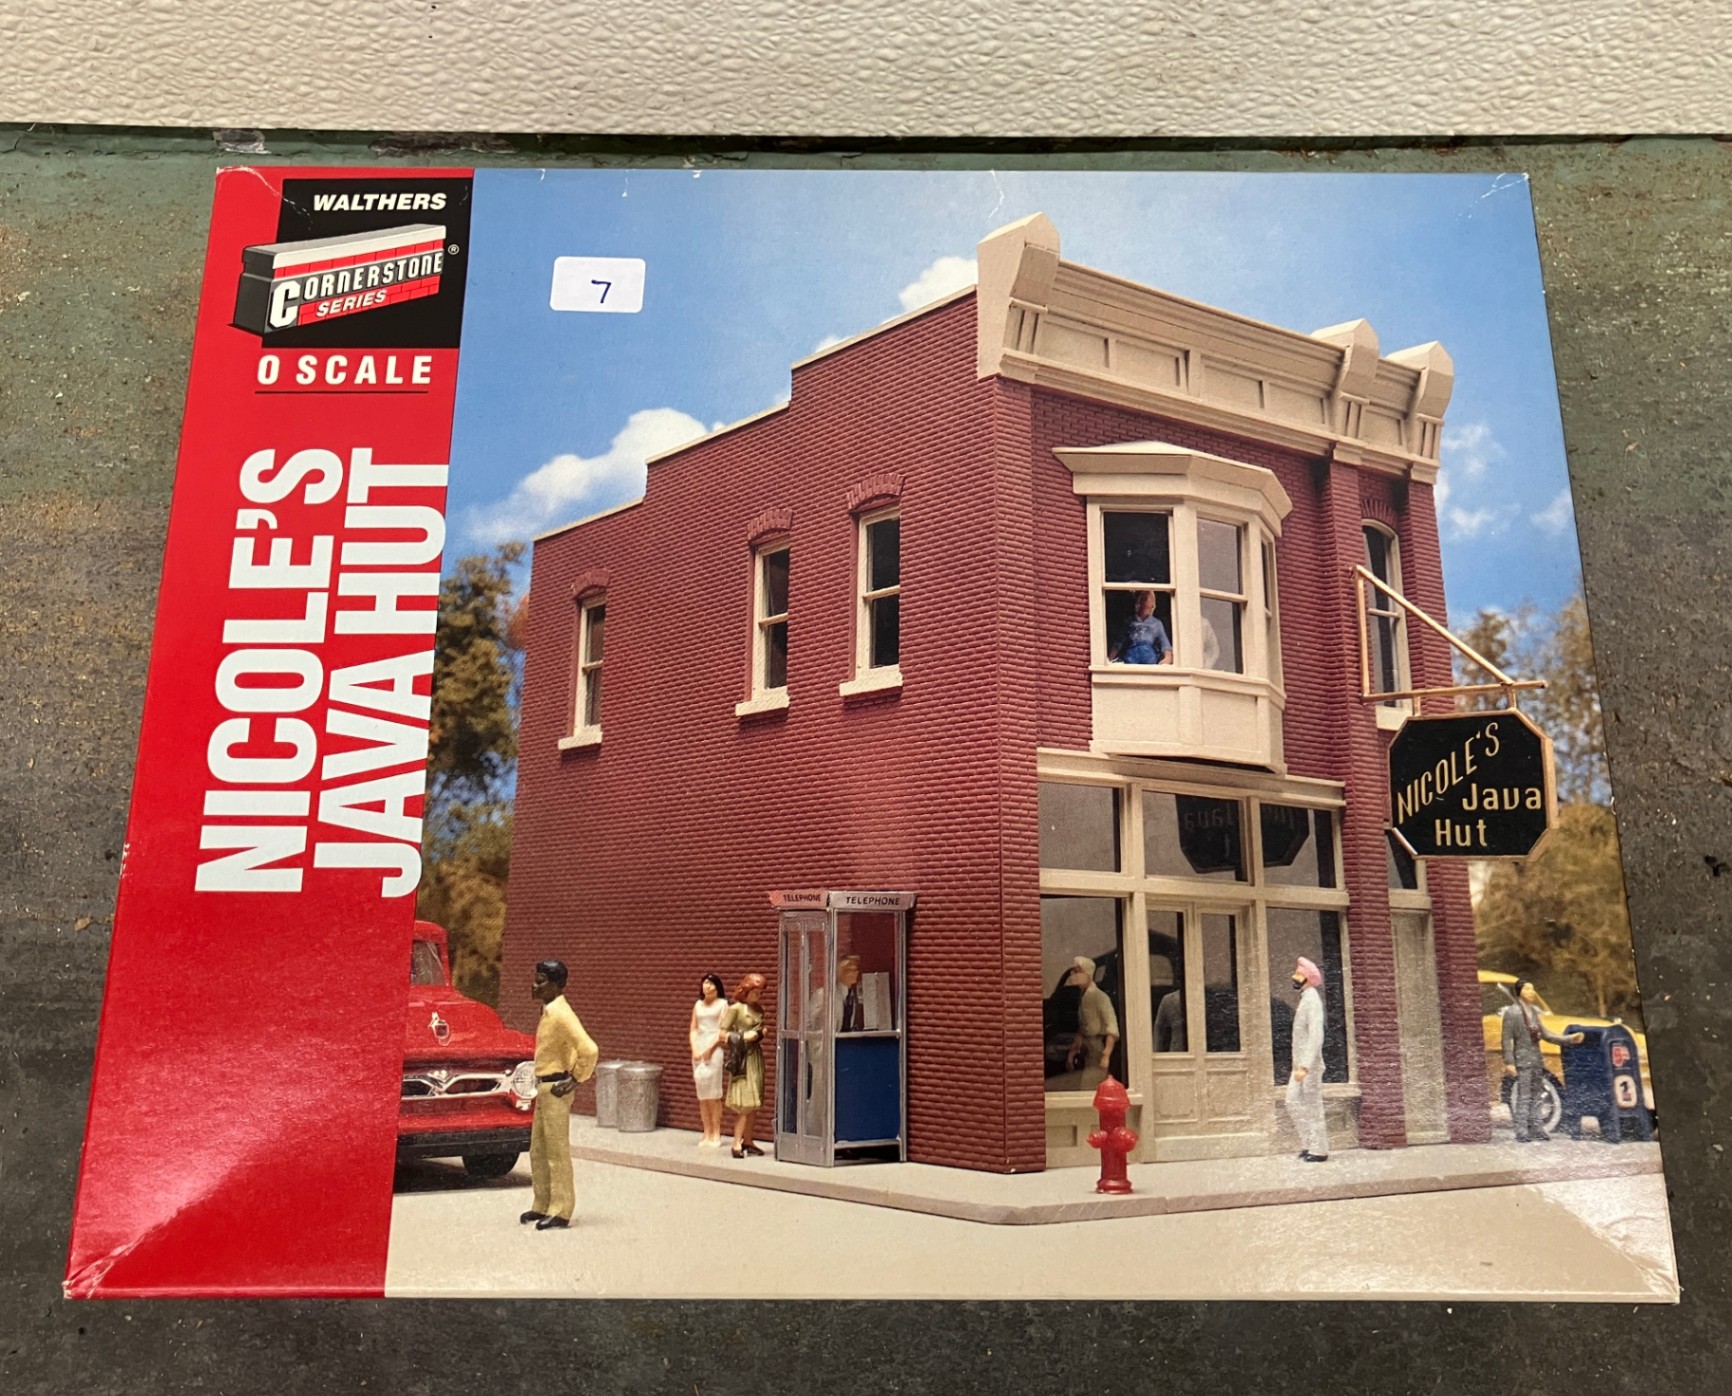 WALTHERS
CORNERSTONE®
SERIES
O SCALE
NICOLE'S
JAVA HUT
7
NICOLE'S
Java
Hut
TELEPHONE TELEPHONE